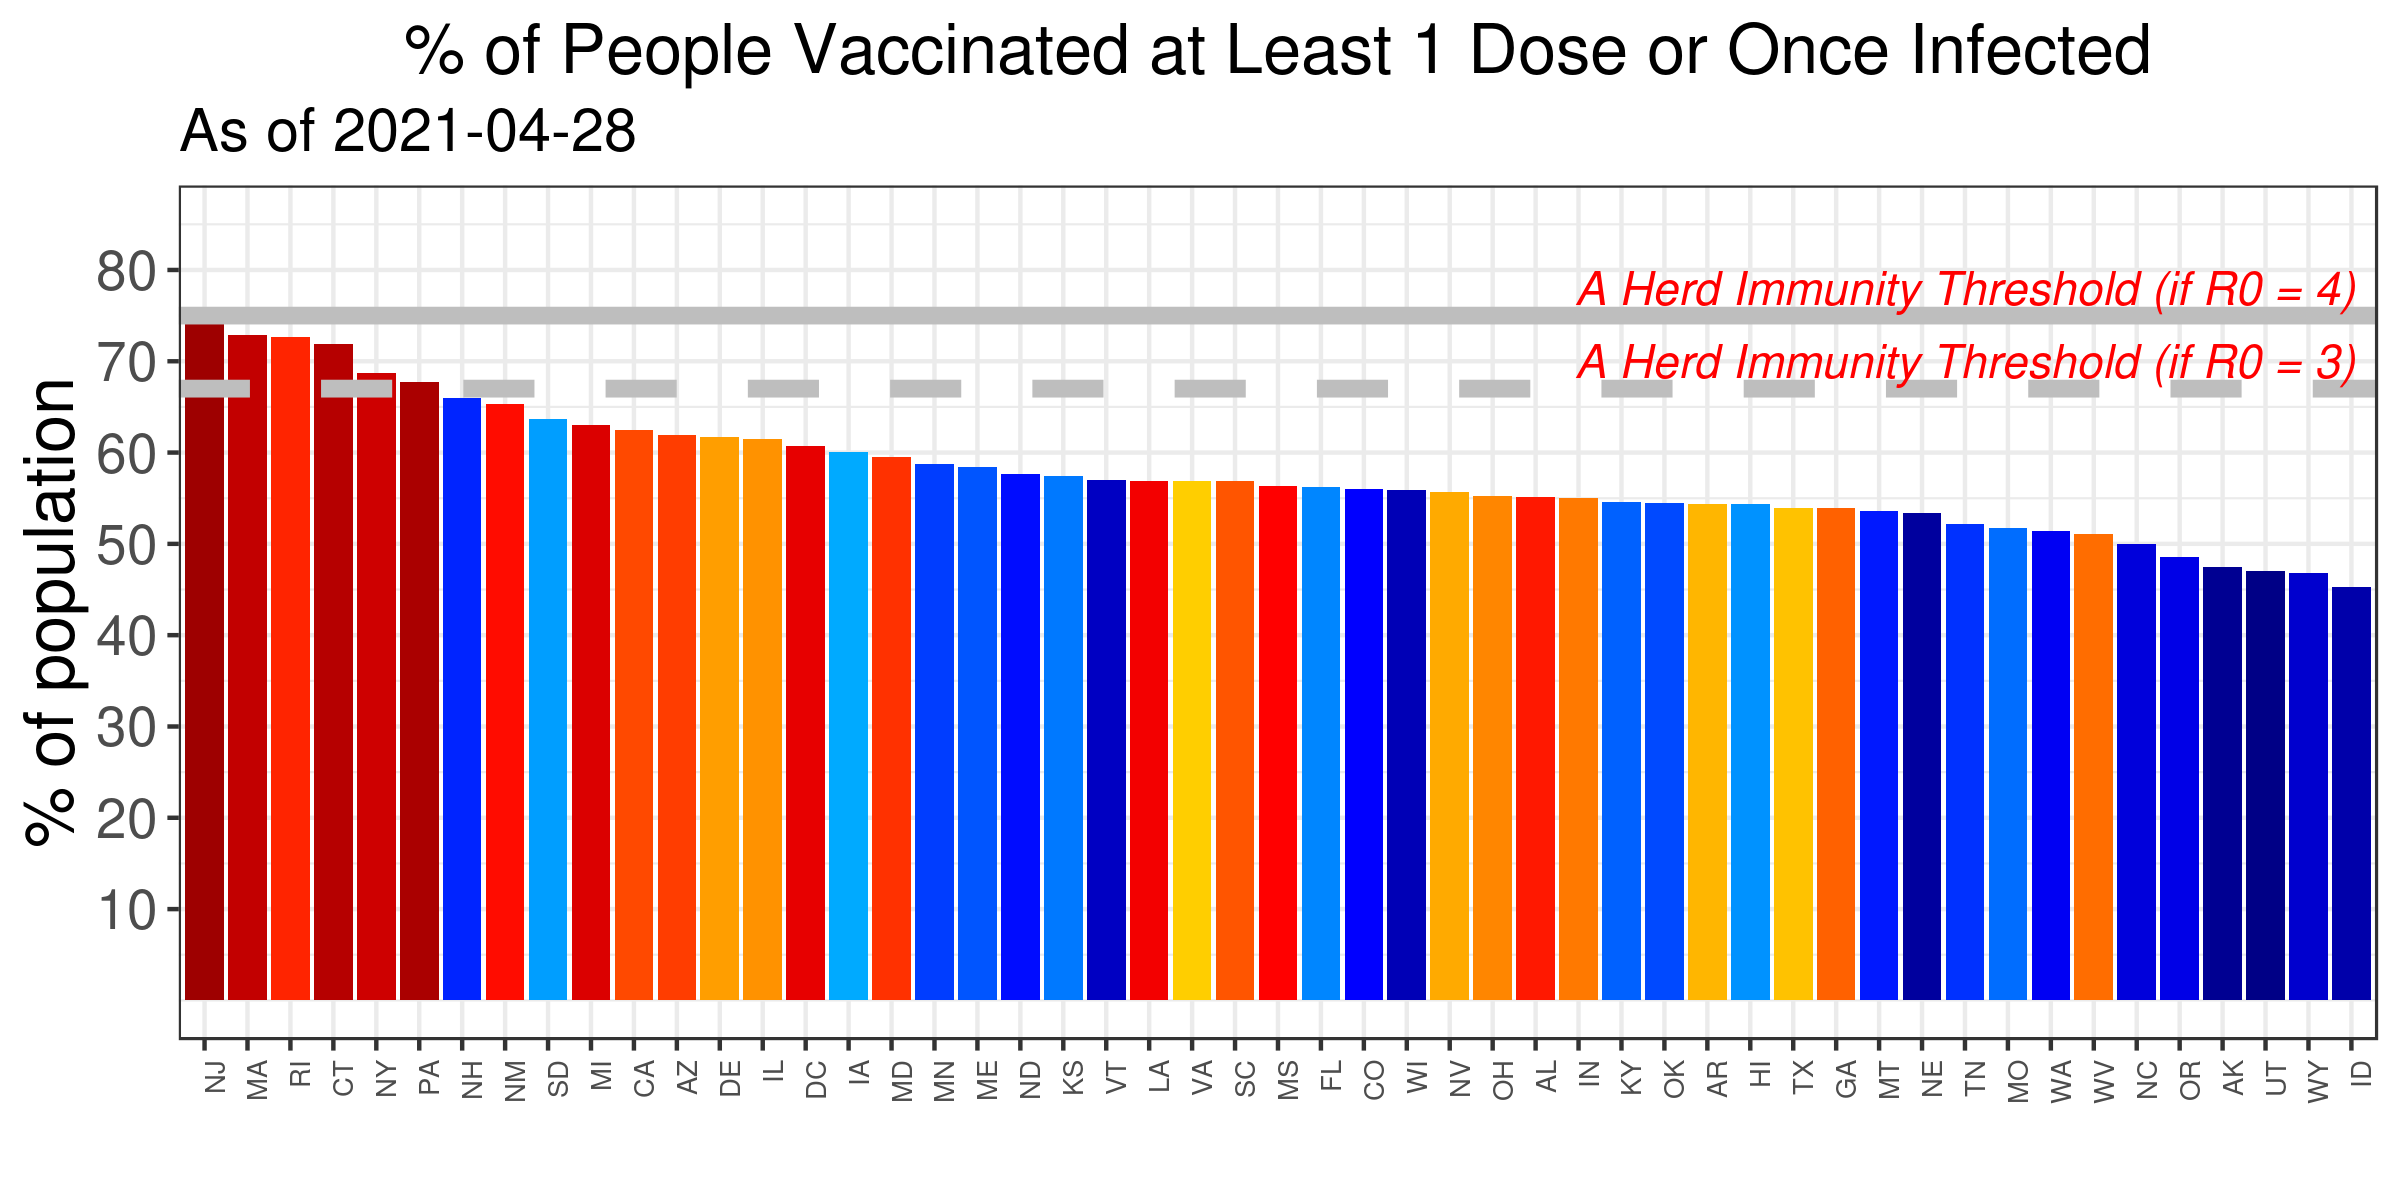 % of People Vaccinated at Least 1 Dose or Once Infected
As of 2021-04-28
% of population
80
70
60
50
40
30
20
10
A Herd Immunity Threshold (if R0 = 4)
A Herd Immunity Threshold (if R0 = 3)
NJ MA RI CT NY PA NH NM SD MI CA AZ DE IL DC IA MD MN ME ND KS VT LA VA SC MS FL CO WI NV OH AL IN KY OK AR HI TX GA MT NE TN MO WA WV NC OR AK UT WY ID